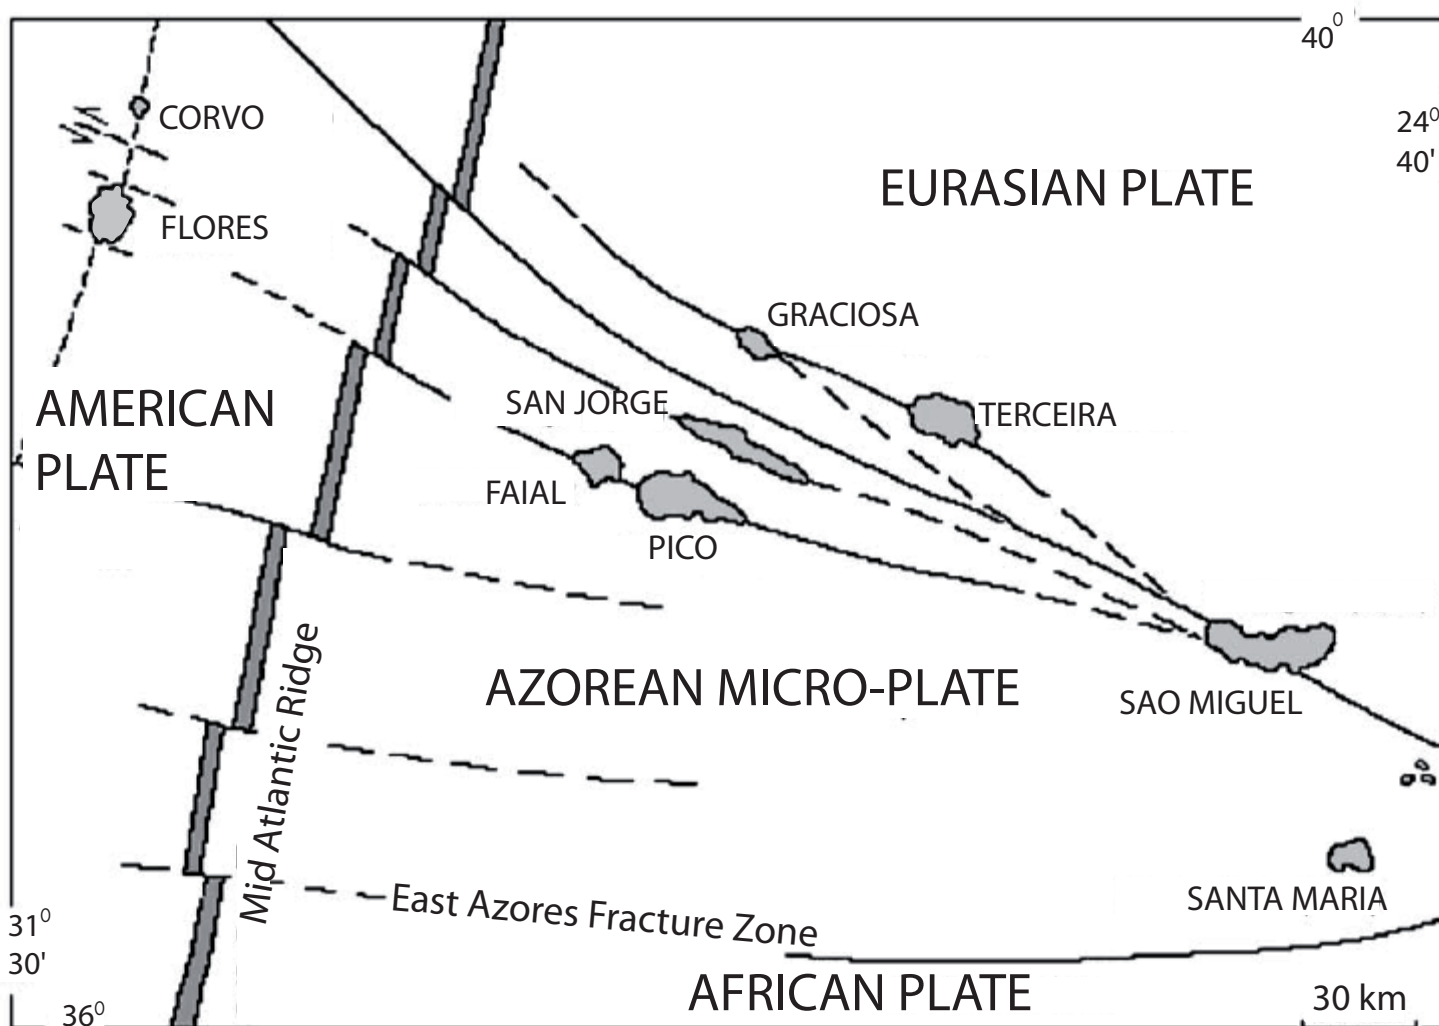 40⁰
CORVO
24⁰
40'
EURASIAN PLATE
FLORES
GRACIOSA
AMERICAN
PLATE
SAN JORGE
TERCEIRA
FAIAL
PICO
AZOREAN MICRO-PLATE
SAO MIGUEL
Mid Atlantic Ridge
SANTA MARIA
East Azores Fracture Zone
31⁰
30'
AFRICAN PLATE
30 km
36⁰